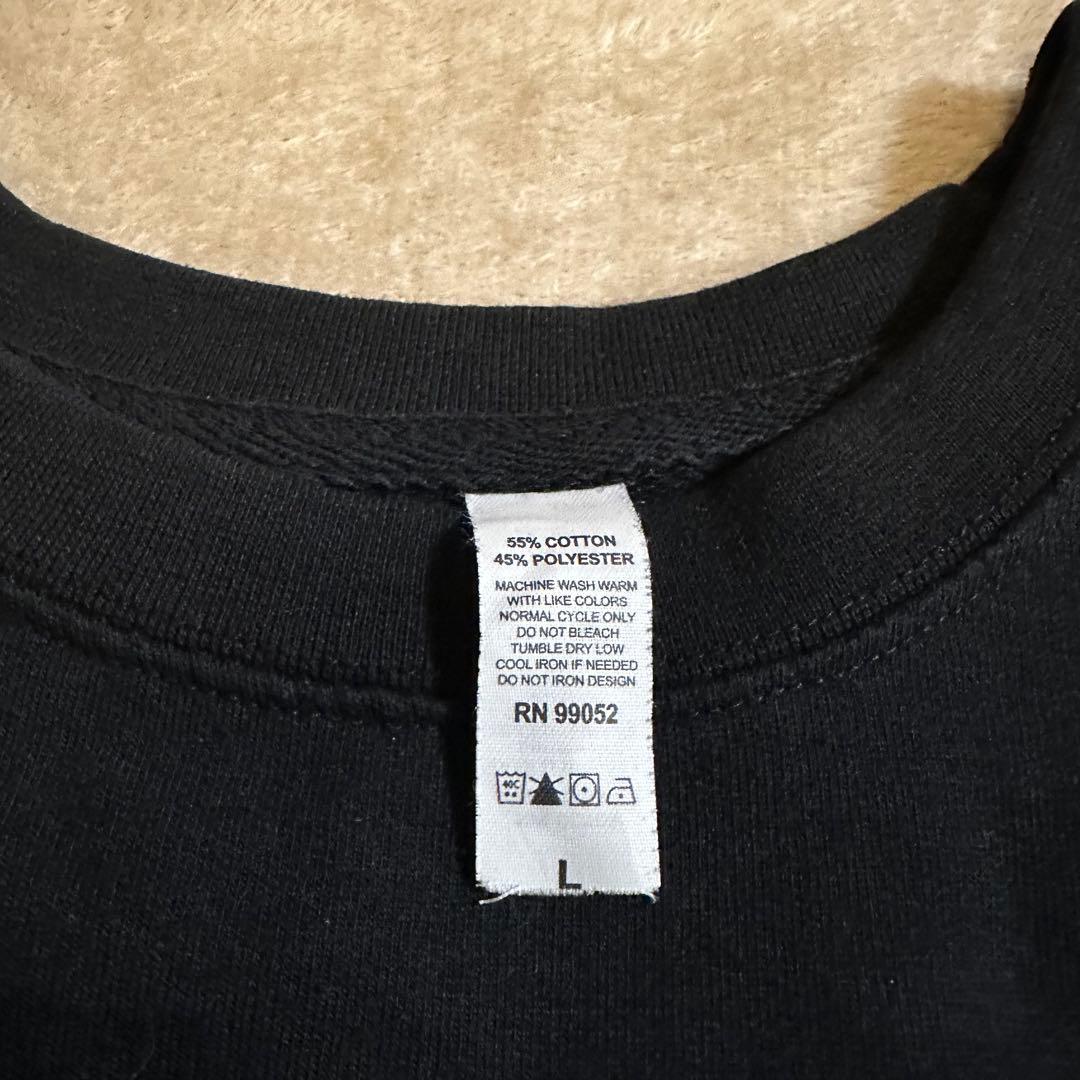 55% COTTON
45% POLYESTER
MACHINE WASH WARM
WITH LIKE COLORS
NORMAL CYCLE ONLY
DO NOT BLEACH
TUMBLE DRY LOW
COOL IRON IF NEEDED
DO NOT IRON DESIGN
RN 99052
40C
L